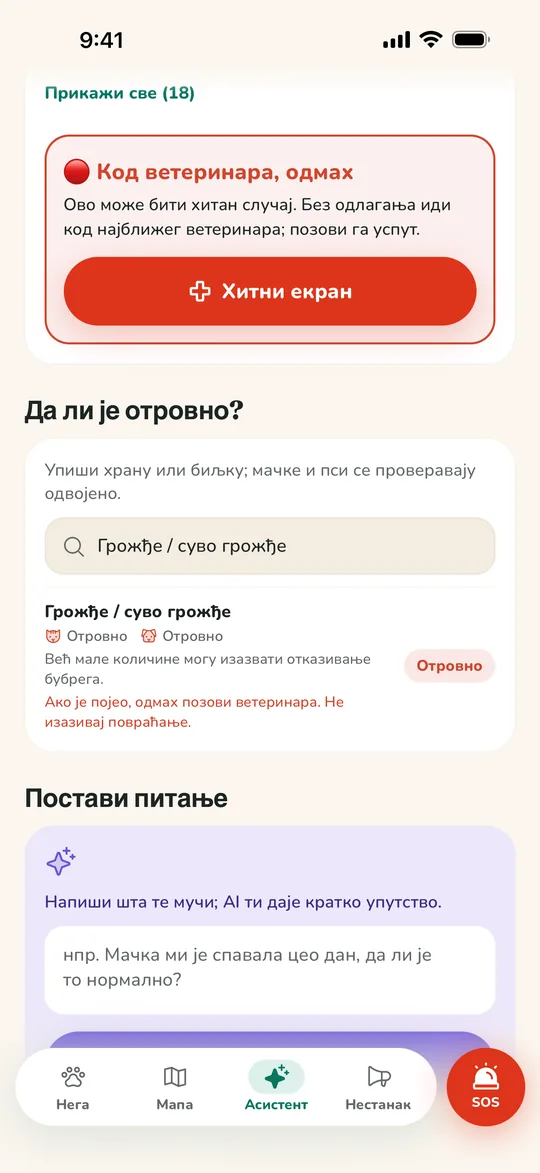 9:41
Прикажи све (18)
Код ветеринара, одмах
Ово може бити хитан случај. Без одлагања иди
код најближег ветеринара; позови га успут.
Хитни екран
Да ли је отровно?
Упиши храну или биљку; мачке и пси се проверавају
одвојено.
Грожђе / суво грожђе
Грожђе / суво грожђе
Отровно Отровно
Већ мале количине могу изазвати отказивање
бубрега.
Отровно
Ако је појео, одмах позови ветеринара. Не
изазивај повраћање.
Постави питање
Напиши шта те мучи; AI ти даје кратко упутство.
нпр. Мачка ми је спавала цео дан, да ли је
то нормално?
Нега
Мапа
Асистент
Нестанак
SOS